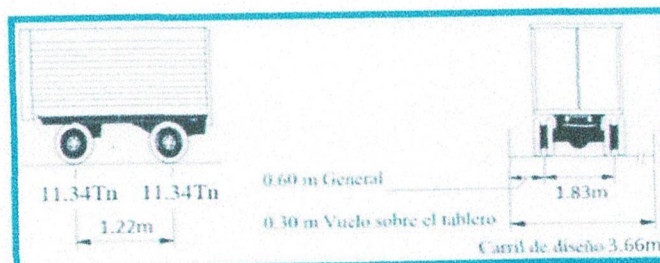 11.34Tn 11.34Tn
1.22m
0.60 m General
0.30 m Vuelo sobre el tablero
1.83m
Carril de diseño 3.66m